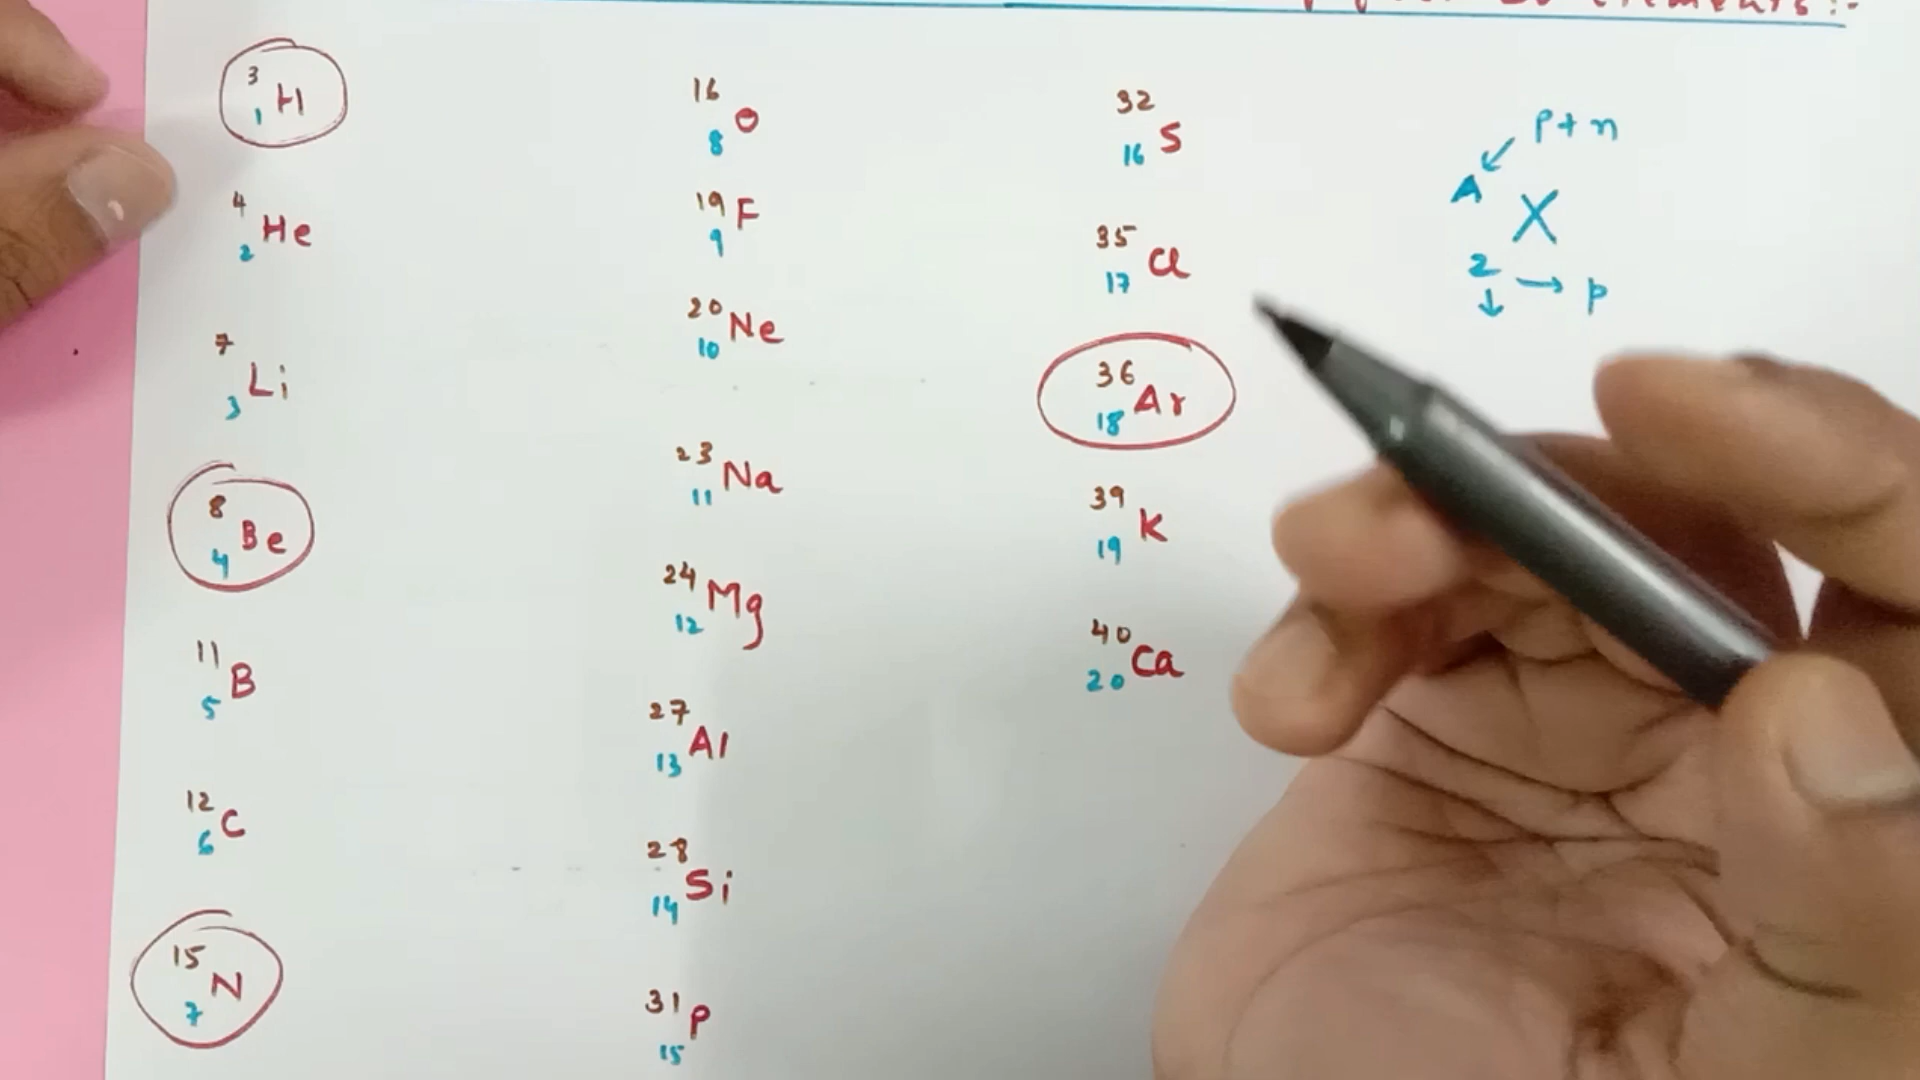 Elements:-
3
1 H
4
2 He
7
3 Li
8
4 Be
11
5 B
12
6 C
15
7 N
16
8 O
19
9 F
20
10 Ne
23
11 Na
24
12 Mg
27
13 Al
28
14 Si
31
15 P
32
16 S
35
17 Cl
36
18 Ar
39
19 K
40
20 Ca
p+n
A X
Z → p